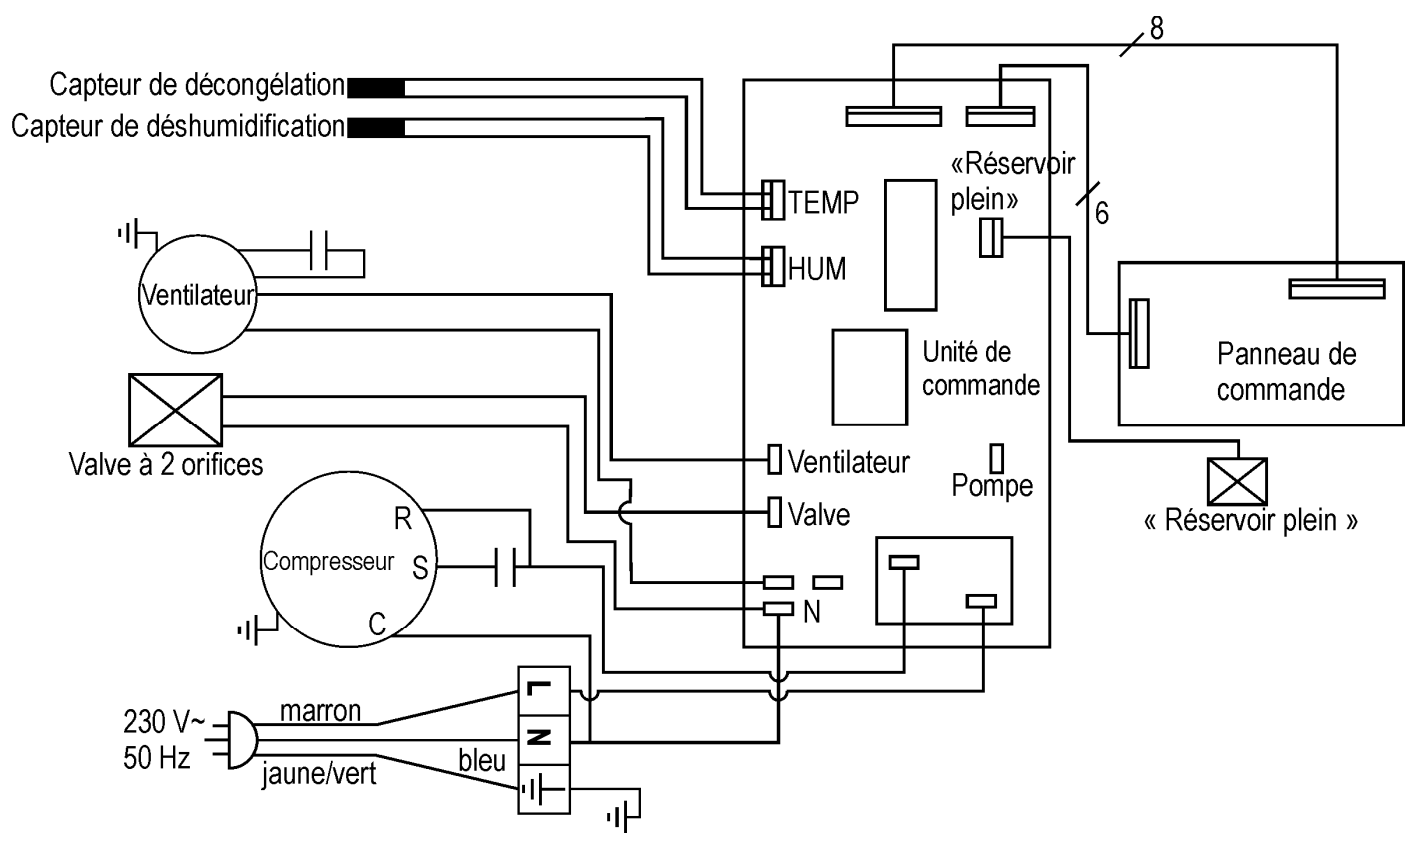 8
Capteur de décongélation
Capteur de déshumidification
«Réservoir
plein»
TEMP
6
HUM
Ventilateur
Unité de
commande
Panneau de
commande
Valve à 2 orifices
Ventilateur
Pompe
Valve
« Réservoir plein »
R
Compresseur
S
N
C
L
marron
230 V~
50 Hz
N
bleu
jaune/vert